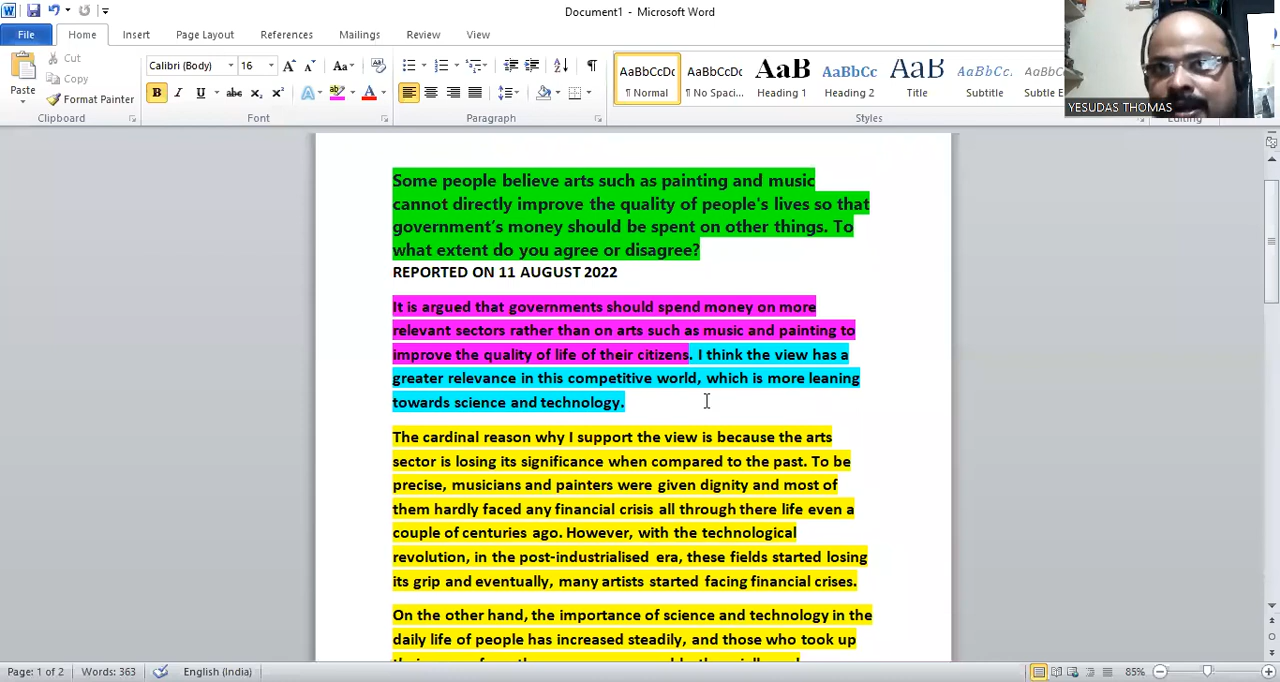 Document1 - Microsoft Word
File Home Insert Page Layout References Mailings Review View
Cut
Copy
Paste
Format Painter
Clipboard
Calibri (Body) 16
Font
Paragraph
AaBbCcDc AaBbCcDc AaB AaBbCc AaB AaBbCc. AaBbCc
¶ Normal ¶ No Spaci... Heading 1 Heading 2 Title Subtitle Subtle E
Styles
YESUDAS THOMAS
Editing
Some people believe arts such as painting and music
cannot directly improve the quality of people's lives so that
government’s money should be spent on other things. To
what extent do you agree or disagree?
REPORTED ON 11 AUGUST 2022
It is argued that governments should spend money on more
relevant sectors rather than on arts such as music and painting to
improve the quality of life of their citizens. I think the view has a
greater relevance in this competitive world, which is more leaning
towards science and technology.
The cardinal reason why I support the view is because the arts
sector is losing its significance when compared to the past. To be
precise, musicians and painters were given dignity and most of
them hardly faced any financial crisis all through there life even a
couple of centuries ago. However, with the technological
revolution, in the post-industrialised era, these fields started losing
its grip and eventually, many artists started facing financial crises.
On the other hand, the importance of science and technology in the
daily life of people has increased steadily, and those who took up
Page: 1 of 2 Words: 363 English (India) 85%